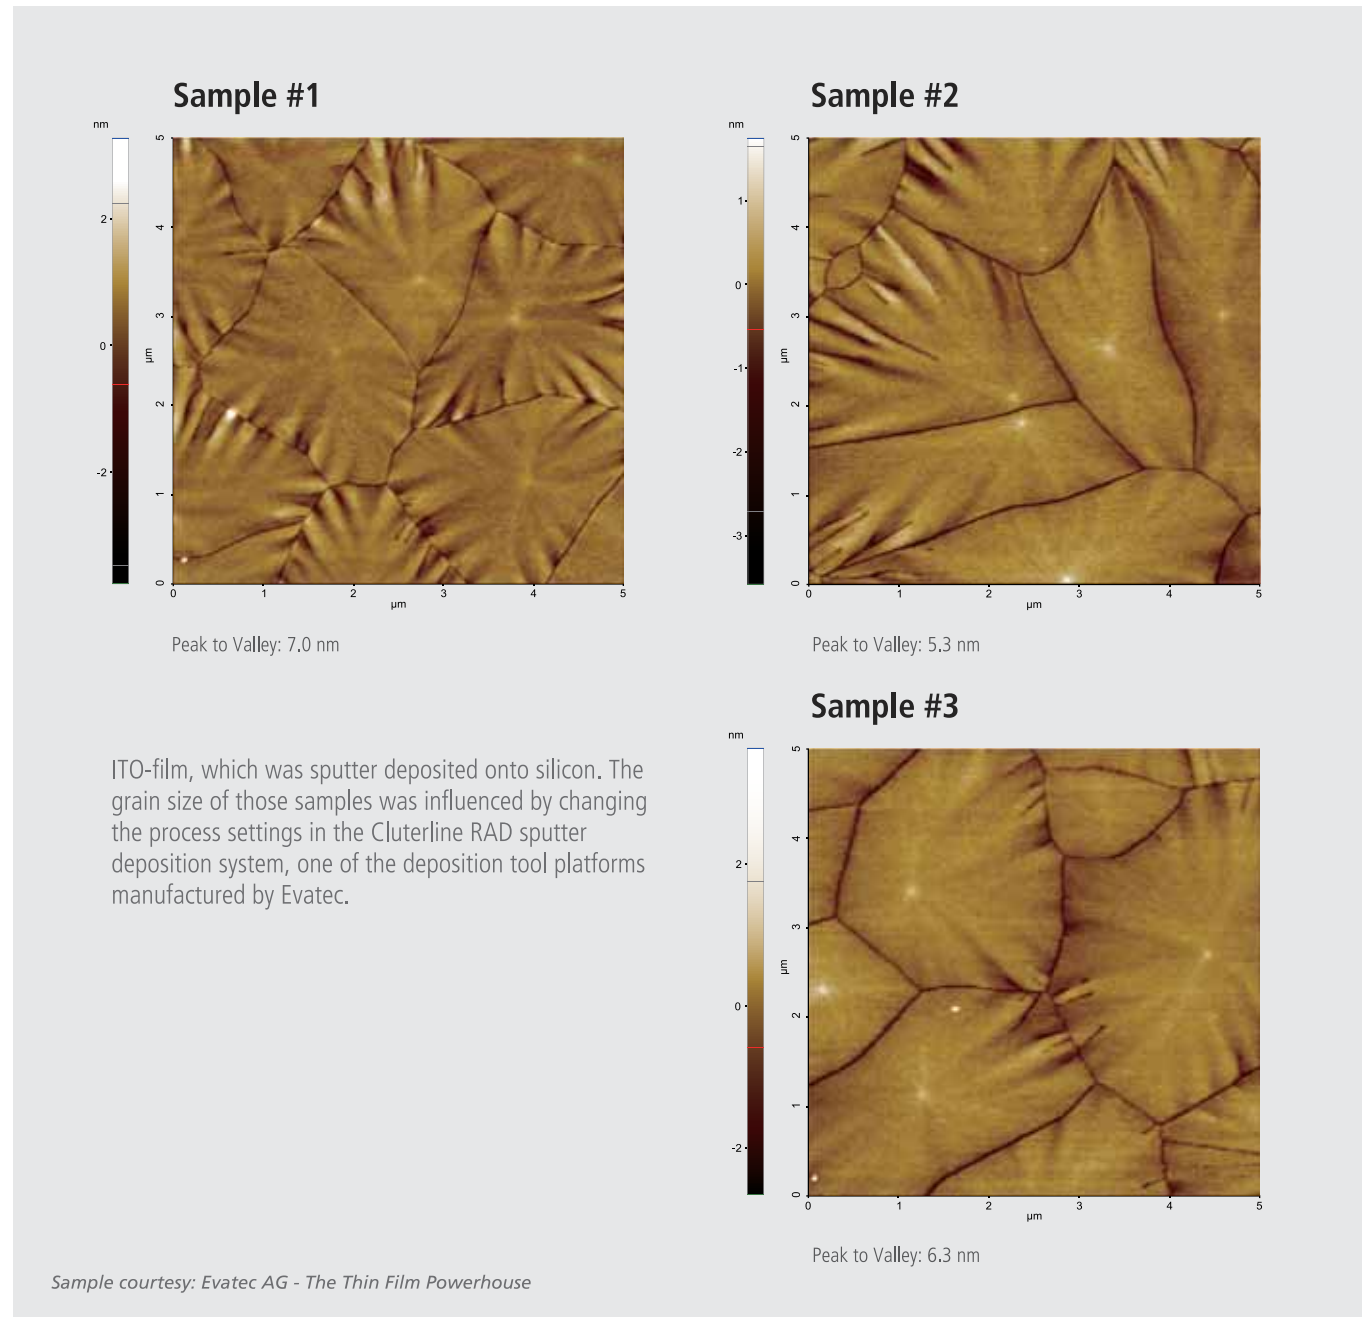 Sample #1
nm
2
0
-2
µm
5
4
3
2
1
0
0 1 2 3 4 5
µm
Peak to Valley: 7.0 nm
Sample #2
nm
1
0
-1
-2
-3
µm
5
4
3
2
1
0
0 1 2 3 4 5
µm
Peak to Valley: 5.3 nm
ITO-film, which was sputter deposited onto silicon. The
grain size of those samples was influenced by changing
the process settings in the Cluterline RAD sputter
deposition system, one of the deposition tool platforms
manufactured by Evatec.
Sample #3
nm
2
0
-2
µm
5
4
3
2
1
0
0 1 2 3 4 5
µm
Peak to Valley: 6.3 nm
Sample courtesy: Evatec AG - The Thin Film Powerhouse